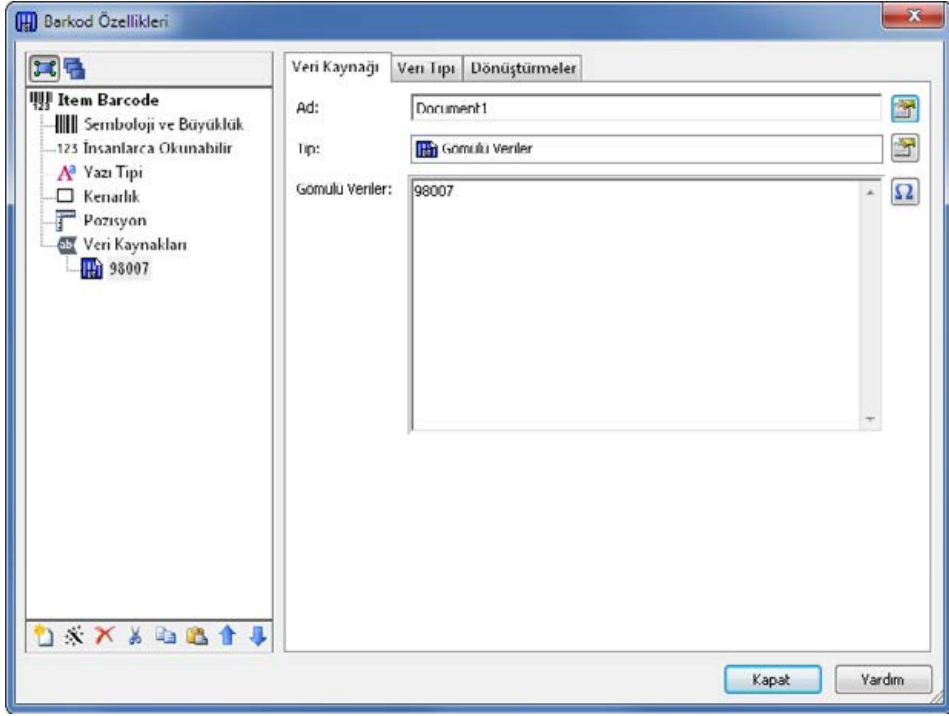 Barkod Özellikleri
Item Barcode
Semboloji ve Büyüklük
123 İnsanlarca Okunabilir
Yazı Tipi
Kenarlık
Pozisyon
Veri Kaynakları
98007
Veri Kaynağı Veri Tipi Dönüştürmeler
Ad: Document1
Tip: Gömülü Veriler
Gömülü Veriler: 98007
Kapat Yardım